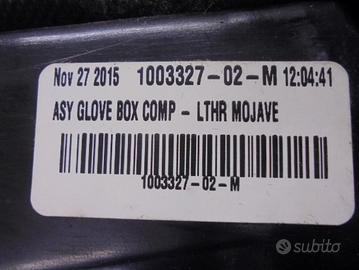 Nov 27 2015 1003327-02-M 12:04:41
ASY GLOVE BOX COMP - LTHR MOJAVE
1003327-02-M
subito